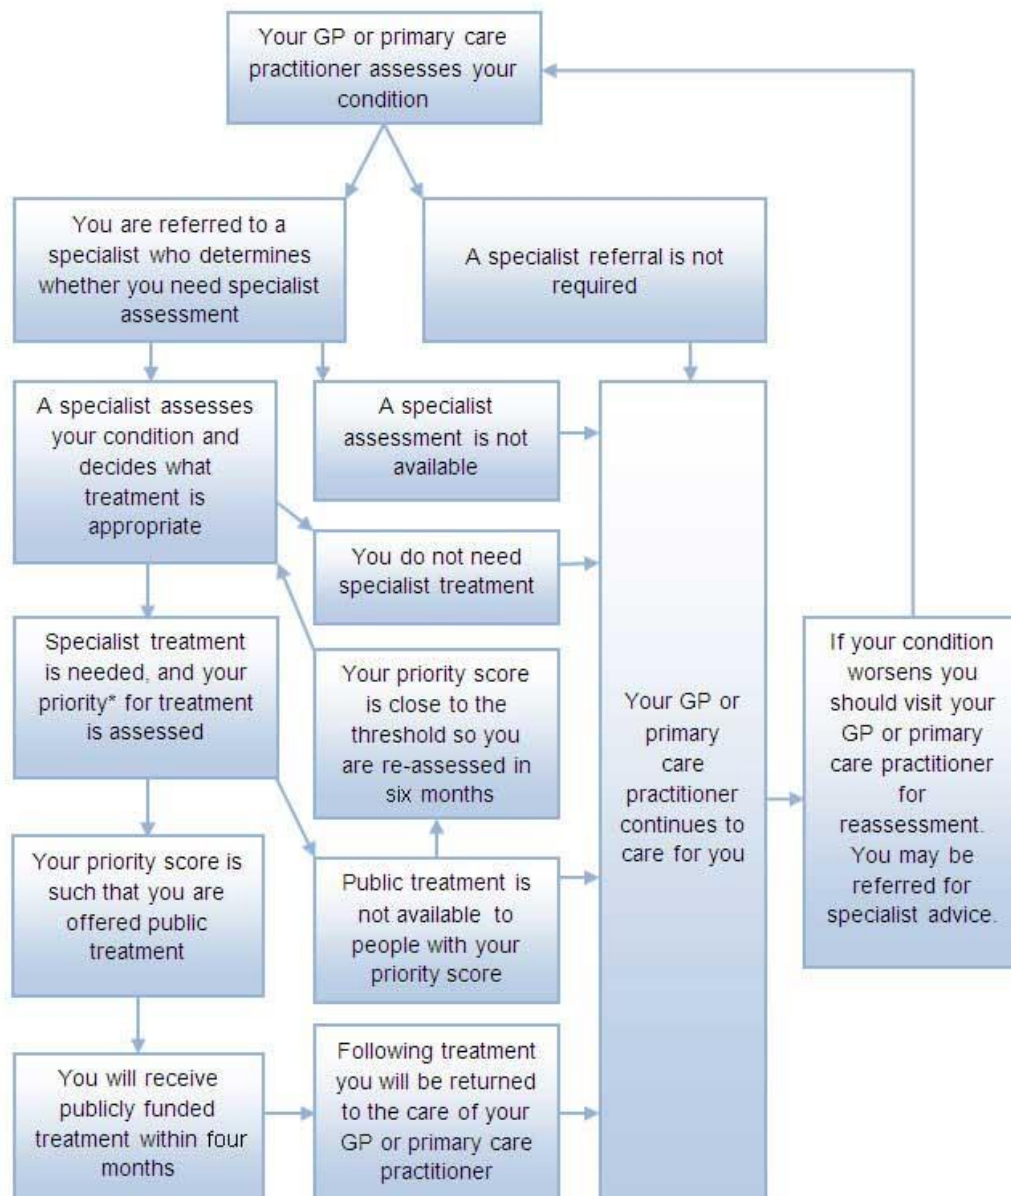 Your GP or primary care
practitioner assesses your
condition
You are referred to a
specialist who determines
whether you need specialist
assessment
A specialist referral is not
required
A specialist assesses
your condition and
decides what
treatment is
appropriate
A specialist
assessment is not
available
You do not need
specialist treatment
Specialist treatment
is needed, and your
priority* for treatment
is assessed
Your priority score
is close to the
threshold so you
are re-assessed in
six months
Your GP or
primary
care
practitioner
continues to
care for you
If your condition
worsens you
should visit your
GP or primary
care practitioner
for
reassessment.
You may be
referred for
specialist advice.
Your priority score is
such that you are
offered public
treatment
Public treatment is
not available to
people with your
priority score
You will receive
publicly funded
treatment within four
months
Following treatment
you will be returned
to the care of your
GP or primary care
practitioner